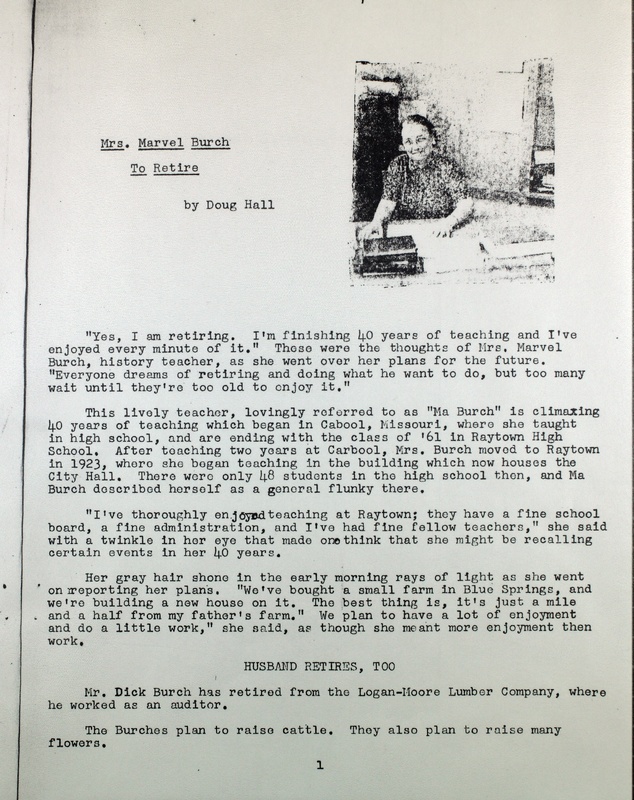 Mrs. Marvel Burch
To Retire
by Doug Hall
"Yes, I am retiring. I'm finishing 40 years of teaching and I've
enjoyed every minute of it." These were the thoughts of Mrs. Marvel
Burch, history teacher, as she went over her plans for the future.
"Everyone dreams of retiring and doing what he want to do, but too many
wait until they're too old to enjoy it."
This lively teacher, lovingly referred to as "Ma Burch" is climaxing
40 years of teaching which began in Cabool, Missouri, where she taught
in high school, and are ending with the class of '61 in Raytown High
School. After teaching two years at Carbool, Mrs. Burch moved to Raytown
in 1923, where she began teaching in the building which now houses the
City Hall. There were only 48 students in the high school then, and Ma
Burch described herself as a general flunky there.
"I've thoroughly enjoyed teaching at Raytown; they have a fine school
board, a fine administration, and I've had fine fellow teachers," she said
with a twinkle in her eye that made one think that she might be recalling
certain events in her 40 years.
Her gray hair shone in the early morning rays of light as she went
on reporting her plans. "We've bought a small farm in Blue Springs, and
we're building a new house on it. The best thing is, it's just a mile
and a half from my father's farm." We plan to have a lot of enjoyment
and do a little work," she said, as though she meant more enjoyment then
work.
HUSBAND RETIRES, TOO
Mr. Dick Burch has retired from the Logan-Moore Lumber Company, where
he worked as an auditor.
The Burches plan to raise cattle. They also plan to raise many
flowers.
1